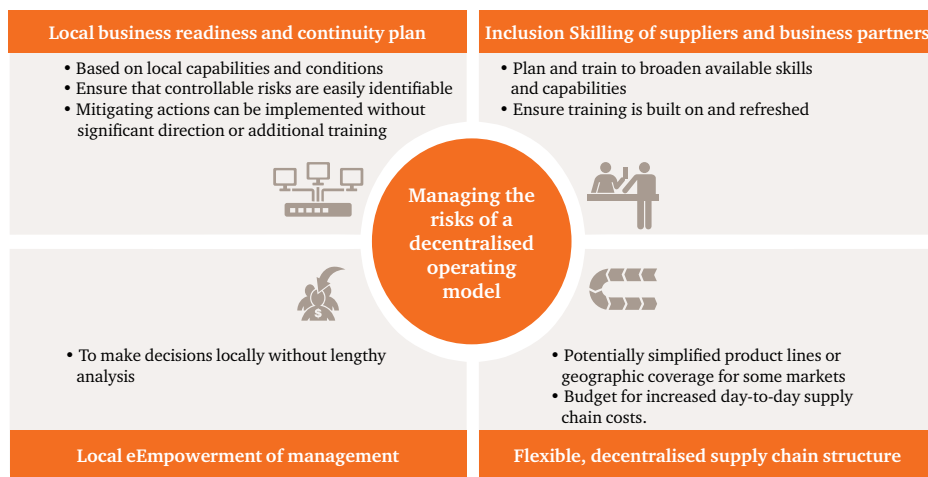 Local business readiness and continuity plan
• Based on local capabilities and conditions
• Ensure that controllable risks are easily identifiable
• Mitigating actions can be implemented without
significant direction or additional training
Inclusion Skilling of suppliers and business partners
• Plan and train to broaden available skills
and capabilities
• Ensure training is built on and refreshed
Managing the
risks of a
decentralised
operating
model
$
• To make decisions locally without lengthy
analysis
Local eEmpowerment of management
• Potentially simplified product lines or
geographic coverage for some markets
• Budget for increased day-to-day supply
chain costs.
Flexible, decentralised supply chain structure